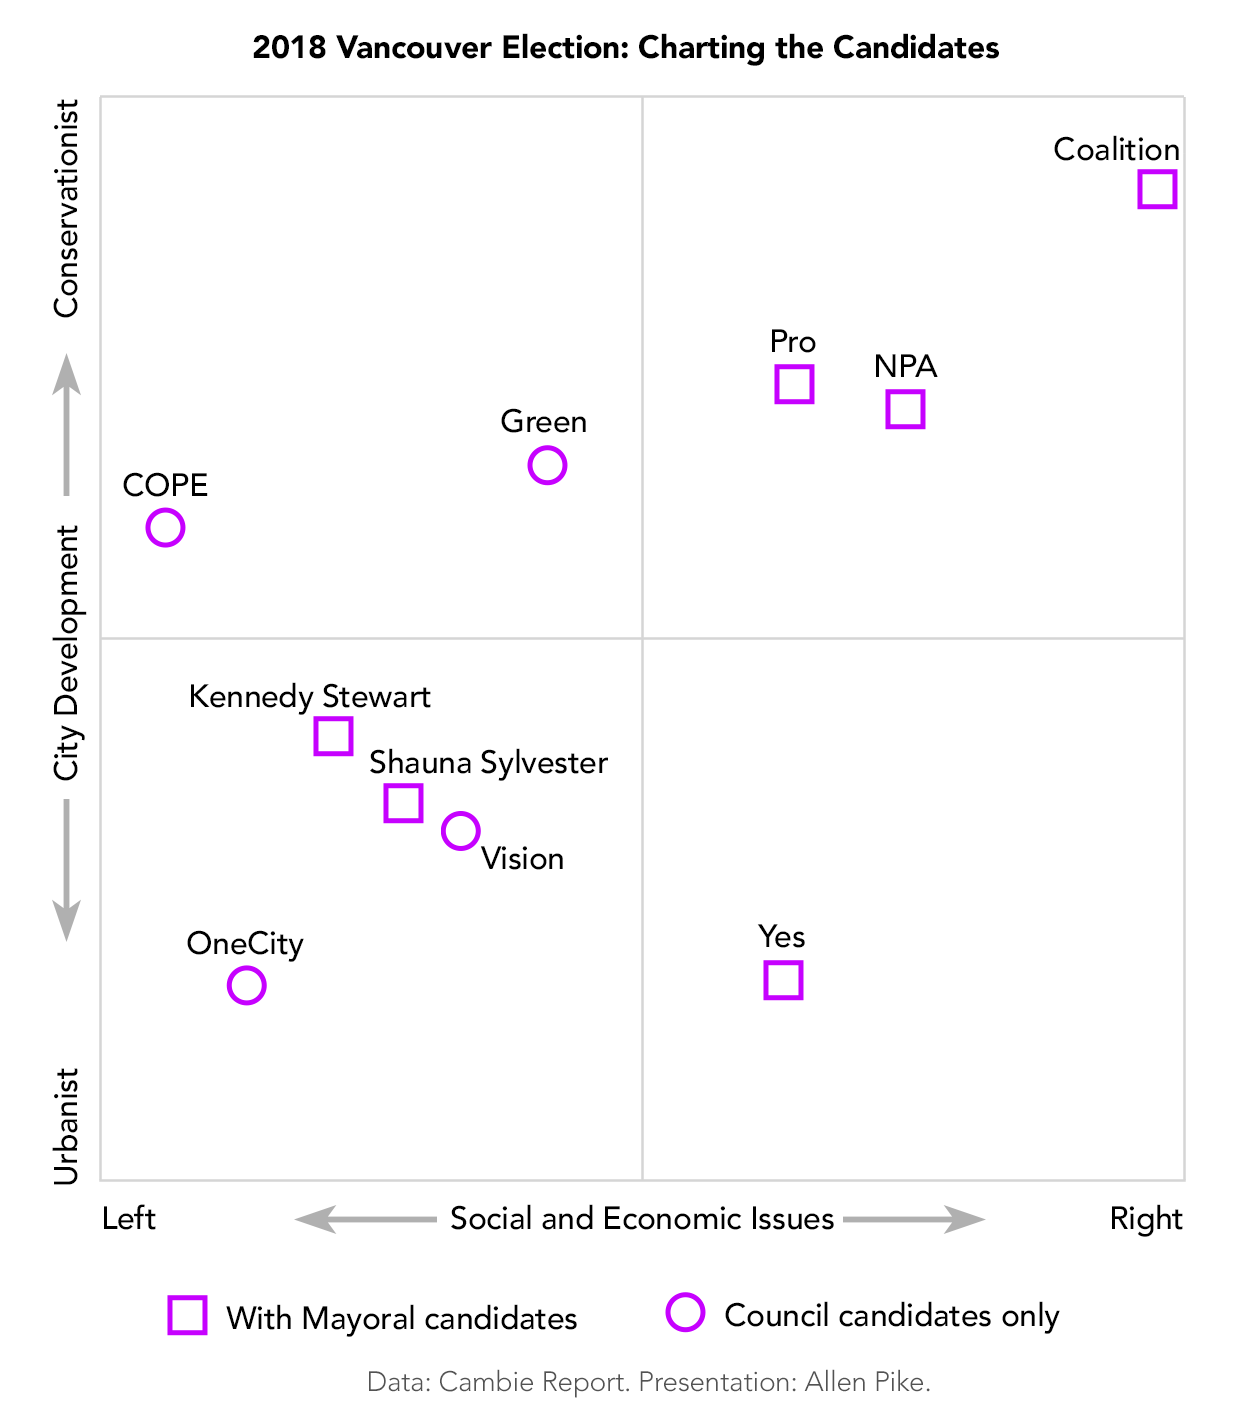 2018 Vancouver Election: Charting the Candidates
Conservationist
City Development
Urbanist
Coalition
Pro
NPA
Green
COPE
Kennedy Stewart
Shauna Sylvester
Vision
OneCity
Yes
Left
Social and Economic Issues
Right
With Mayoral candidates
Council candidates only
Data: Cambie Report. Presentation: Allen Pike.